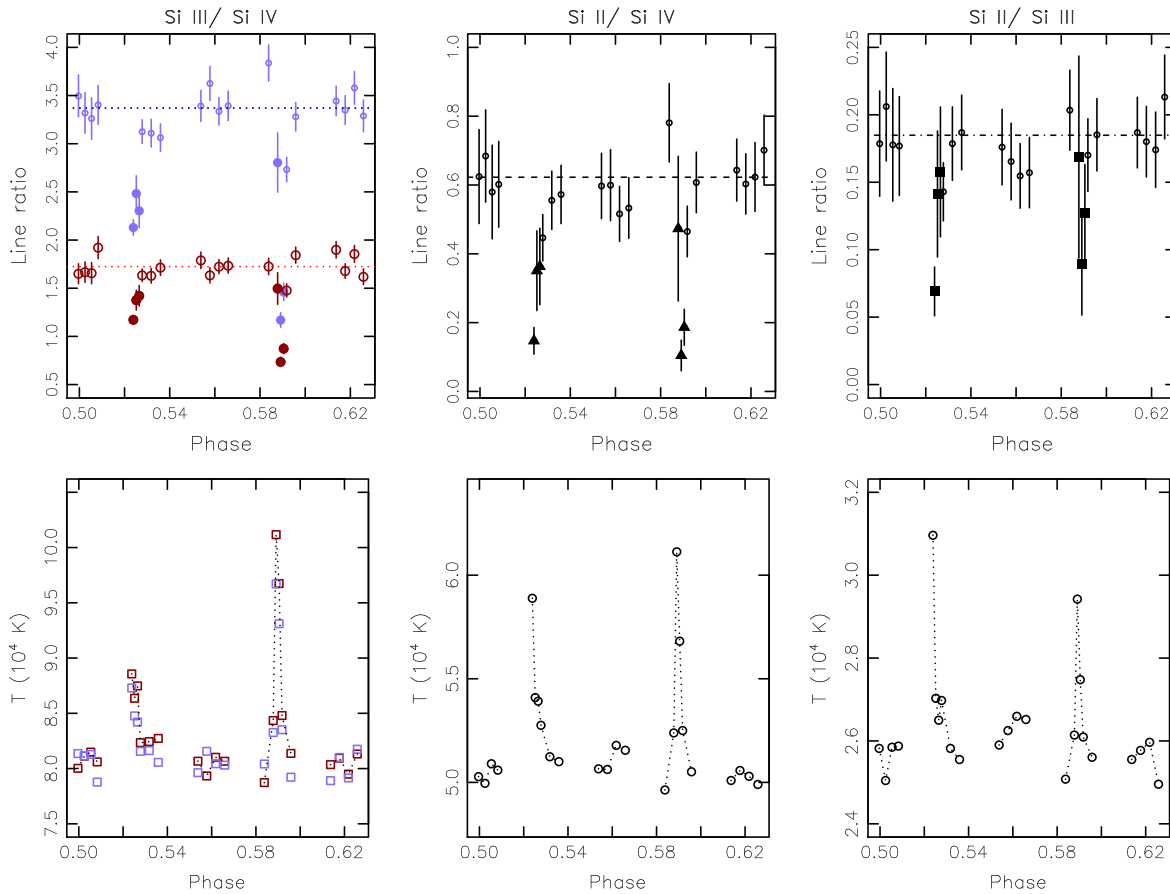 Si III/ Si IV
Si II/ Si IV
Si II/ Si III
Line ratio
4.0
3.5
3.0
2.5
2.0
1.5
1.0
0.5
0.50 0.54 0.58 0.62
Phase
Line ratio
1.0
0.8
0.6
0.4
0.2
0.0
0.50 0.54 0.58 0.62
Phase
Line ratio
0.25
0.20
0.15
0.10
0.05
0.00
0.50 0.54 0.58 0.62
Phase
T (10⁴ K)
10.0
9.5
9.0
8.5
8.0
7.5
0.50 0.54 0.58 0.62
Phase
T (10⁴ K)
6.0
5.5
5.0
0.50 0.54 0.58 0.62
Phase
T (10⁴ K)
3.2
3.0
2.8
2.6
2.4
0.50 0.54 0.58 0.62
Phase